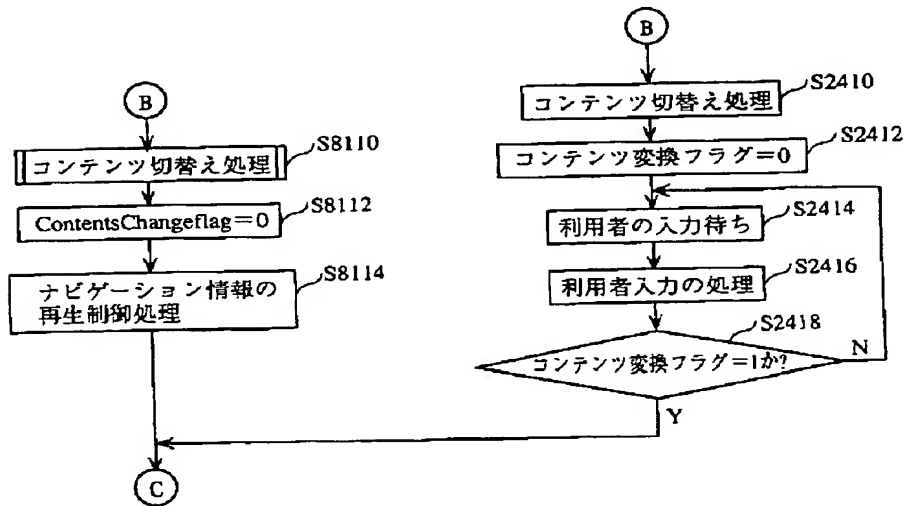 B
コンテンツ切替え処理
S8110
ContentsChangeflag=0
S8112
ナビゲーション情報の
再生制御処理
S8114
B
コンテンツ切替え処理
S2410
コンテンツ変換フラグ=0
S2412
利用者の入力待ち
S2414
利用者入力の処理
S2416
コンテンツ変換フラグ=1か?
S2418
N
Y
C